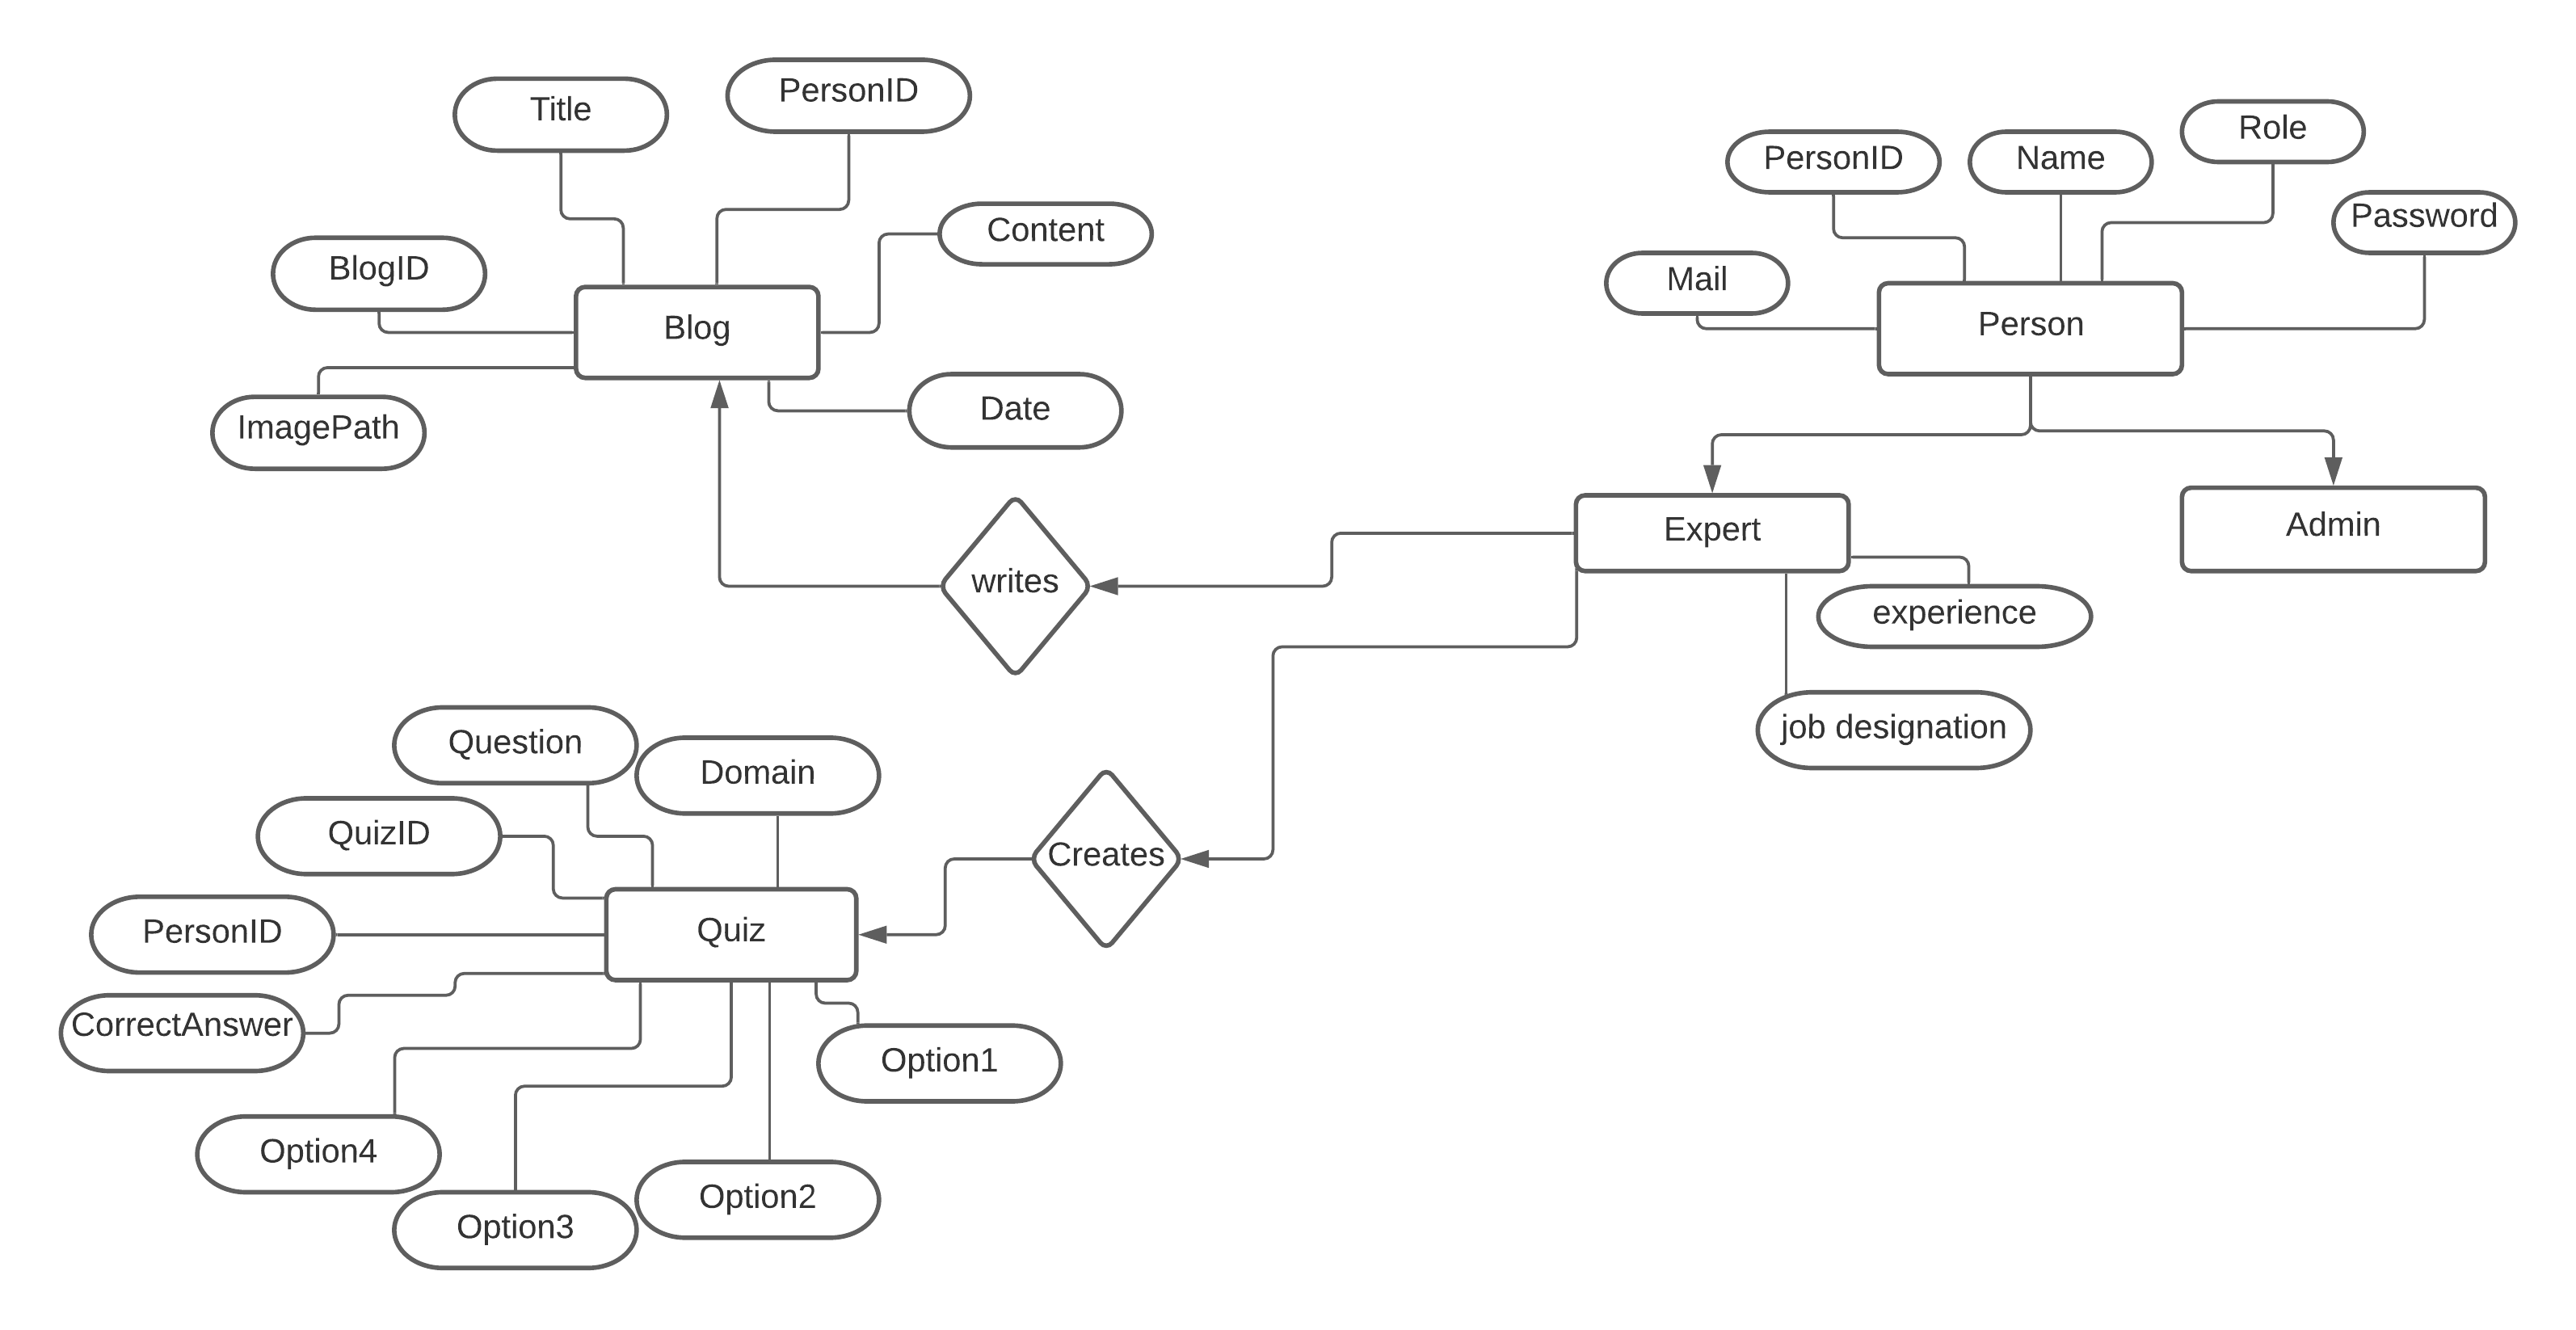 Title
PersonID
Content
BlogID
Blog
ImagePath
Date
writes
PersonID
Name
Role
Password
Mail
Person
Expert
Admin
experience
job designation
Question
Domain
QuizID
Creates
PersonID
Quiz
CorrectAnswer
Option1
Option4
Option2
Option3